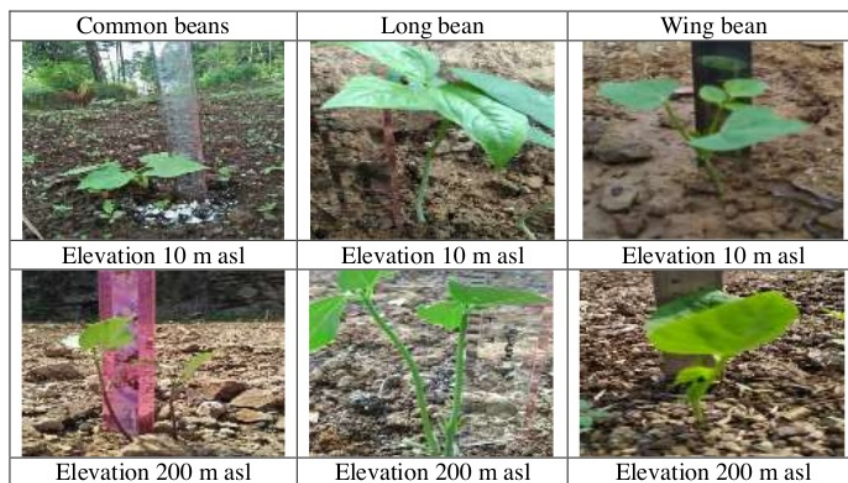 Common beans
Long bean
Wing bean
Elevation 10 m asl
Elevation 10 m asl
Elevation 10 m asl
Elevation 200 m asl
Elevation 200 m asl
Elevation 200 m asl